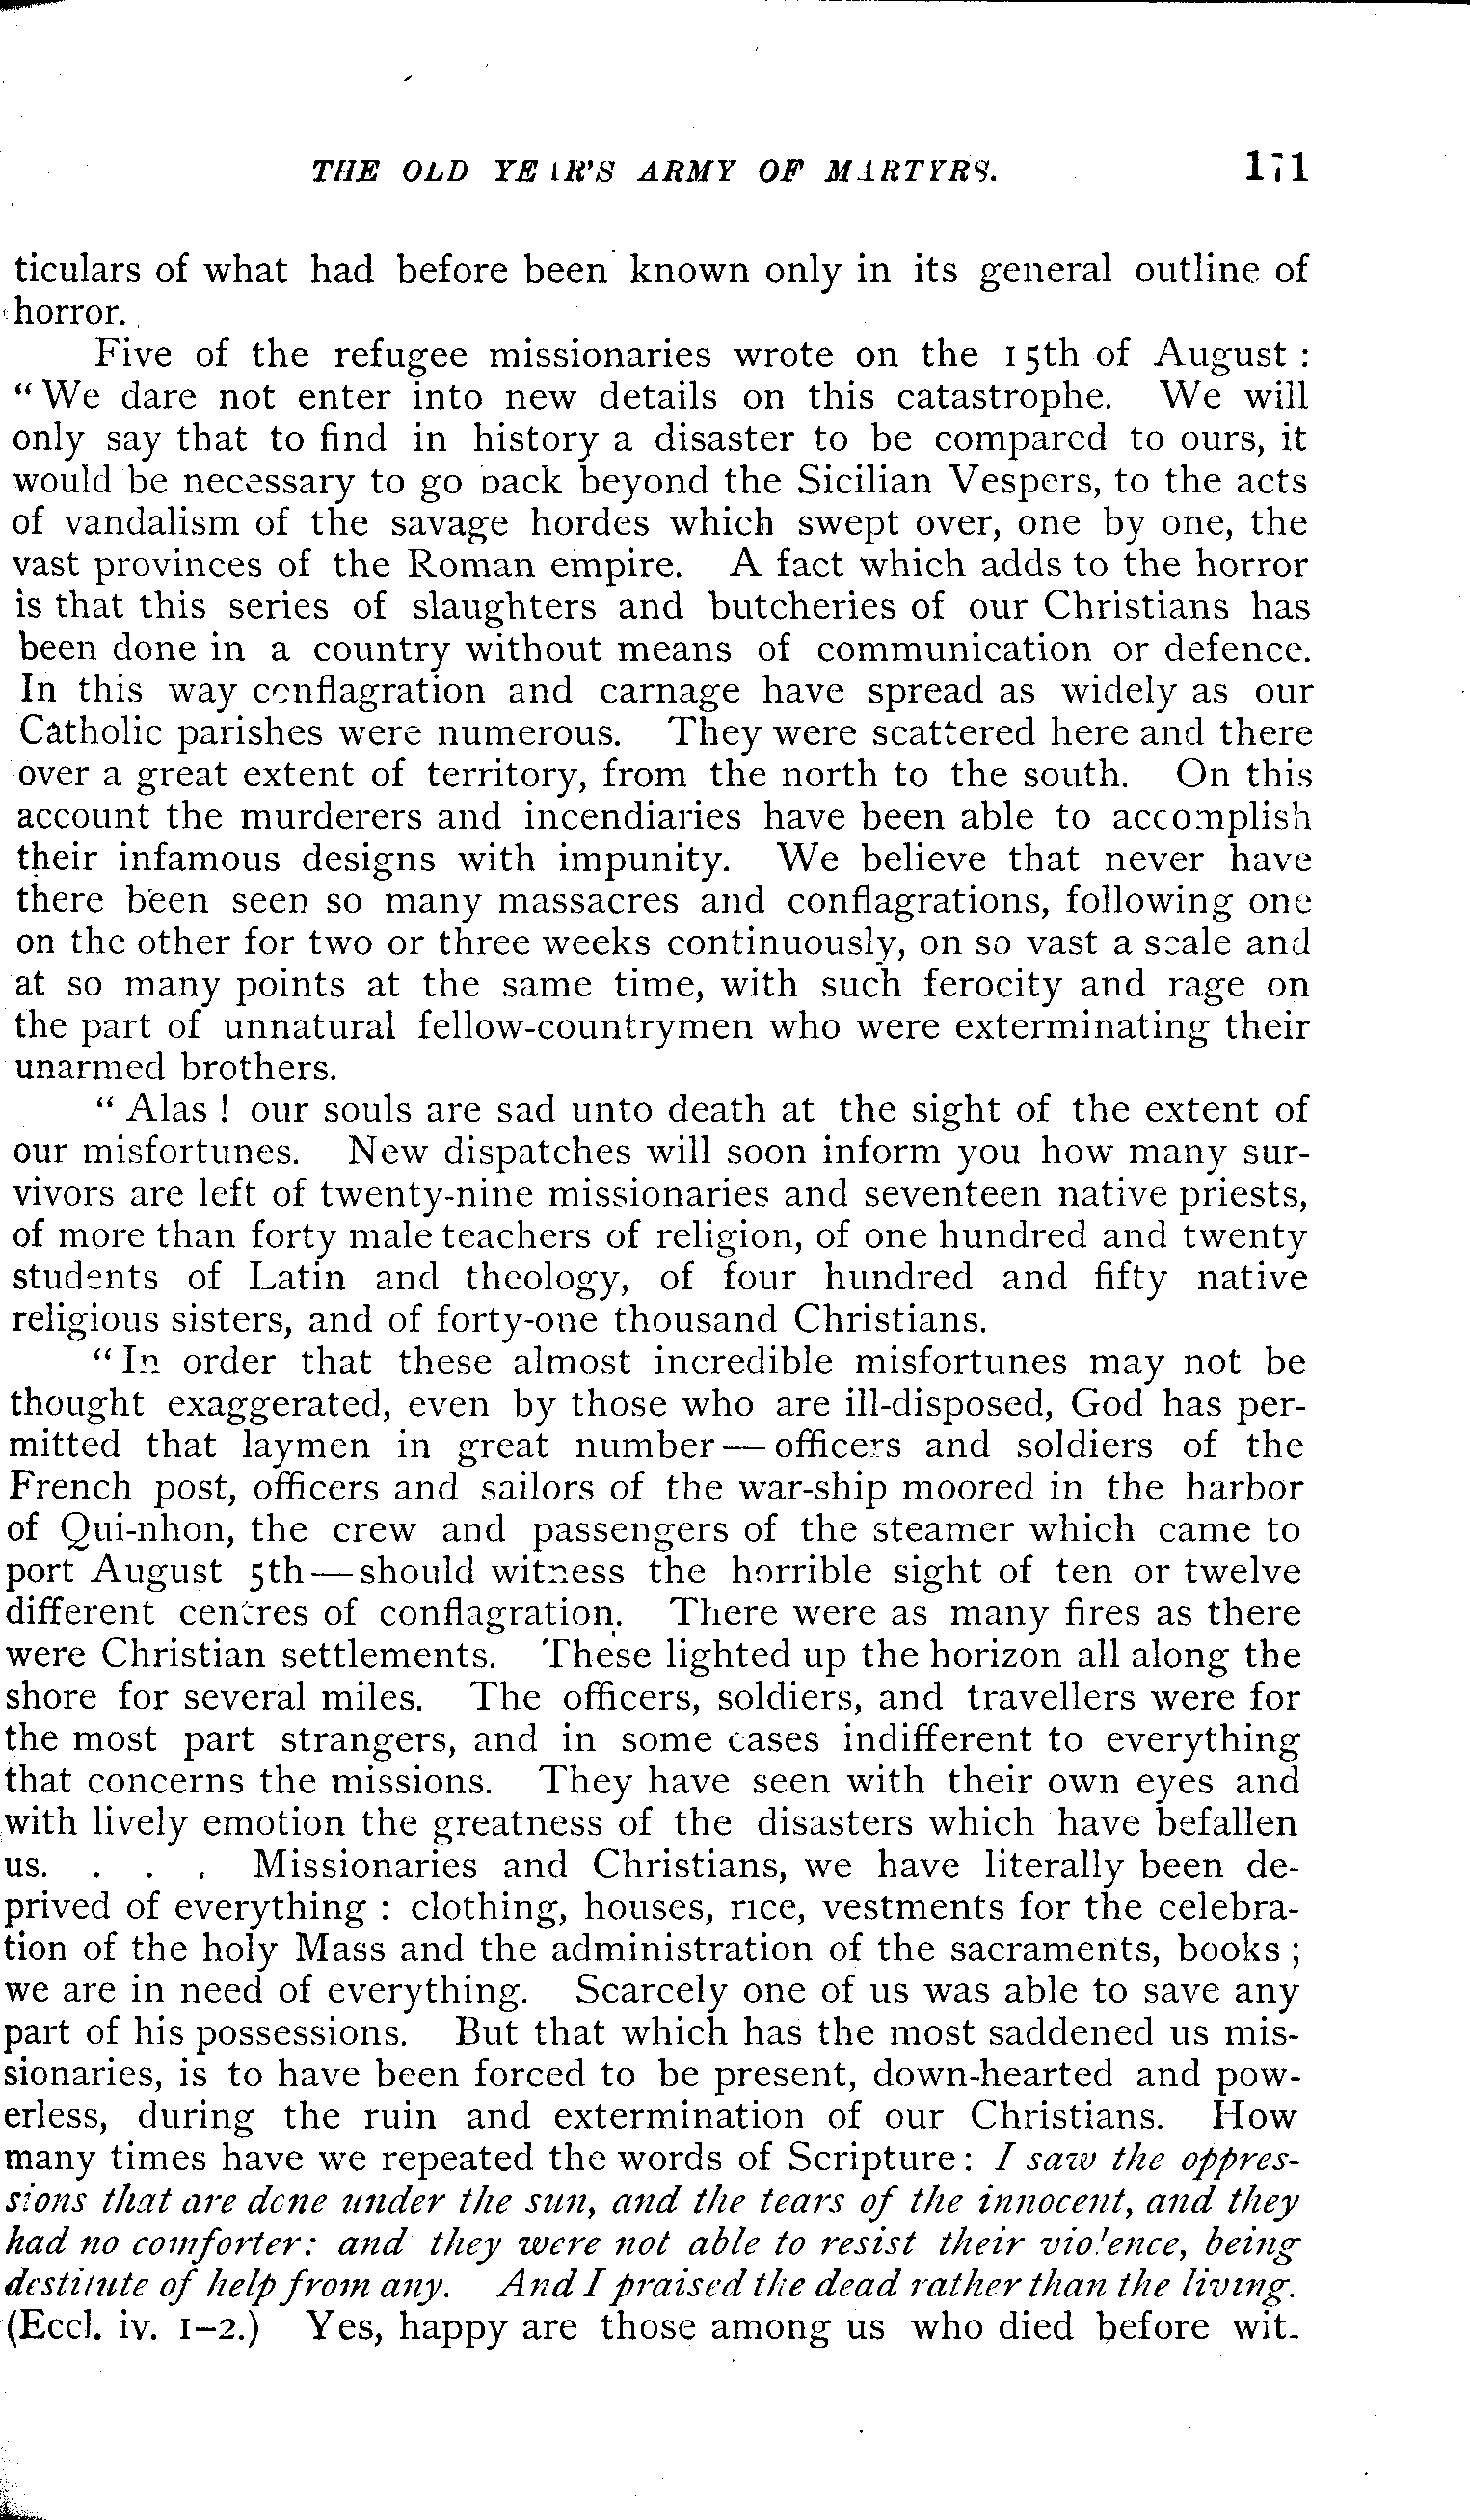 THE OLD YEAR'S ARMY OF MARTYRS. 171
ticulars of what had before been known only in its general outline of
horror.
Five of the refugee missionaries wrote on the 15th of August :
“ We dare not enter into new details on this catastrophe. We will
only say that to find in history a disaster to be compared to ours, it
would be necessary to go back beyond the Sicilian Vespers, to the acts
of vandalism of the savage hordes which swept over, one by one, the
vast provinces of the Roman empire. A fact which adds to the horror
is that this series of slaughters and butcheries of our Christians has
been done in a country without means of communication or defence.
In this way conflagration and carnage have spread as widely as our
Catholic parishes were numerous. They were scattered here and there
over a great extent of territory, from the north to the south. On this
account the murderers and incendiaries have been able to accomplish
their infamous designs with impunity. We believe that never have
there been seen so many massacres and conflagrations, following one
on the other for two or three weeks continuously, on so vast a scale and
at so many points at the same time, with such ferocity and rage on
the part of unnatural fellow-countrymen who were exterminating their
unarmed brothers.
“ Alas ! our souls are sad unto death at the sight of the extent of
our misfortunes. New dispatches will soon inform you how many sur-
vivors are left of twenty-nine missionaries and seventeen native priests,
of more than forty male teachers of religion, of one hundred and twenty
students of Latin and theology, of four hundred and fifty native
religious sisters, and of forty-one thousand Christians.
“ In order that these almost incredible misfortunes may not be
thought exaggerated, even by those who are ill-disposed, God has per-
mitted that laymen in great number — officers and soldiers of the
French post, officers and sailors of the war-ship moored in the harbor
of Qui-nhon, the crew and passengers of the steamer which came to
port August 5th — should witness the horrible sight of ten or twelve
different centres of conflagration. There were as many fires as there
were Christian settlements. These lighted up the horizon all along the
shore for several miles. The officers, soldiers, and travellers were for
the most part strangers, and in some cases indifferent to everything
that concerns the missions. They have seen with their own eyes and
with lively emotion the greatness of the disasters which have befallen
us. . . . Missionaries and Christians, we have literally been de-
prived of everything : clothing, houses, rice, vestments for the celebra-
tion of the holy Mass and the administration of the sacraments, books ;
we are in need of everything. Scarcely one of us was able to save any
part of his possessions. But that which has the most saddened us mis-
sionaries, is to have been forced to be present, down-hearted and pow-
erless, during the ruin and extermination of our Christians. How
many times have we repeated the words of Scripture : I saw the oppres-
sions that are done under the sun, and the tears of the innocent, and they
had no comforter: and they were not able to resist their violence, being
destitute of help from any. And I praised the dead rather than the living.
(Eccl. iv. 1-2.) Yes, happy are those among us who died before wit-